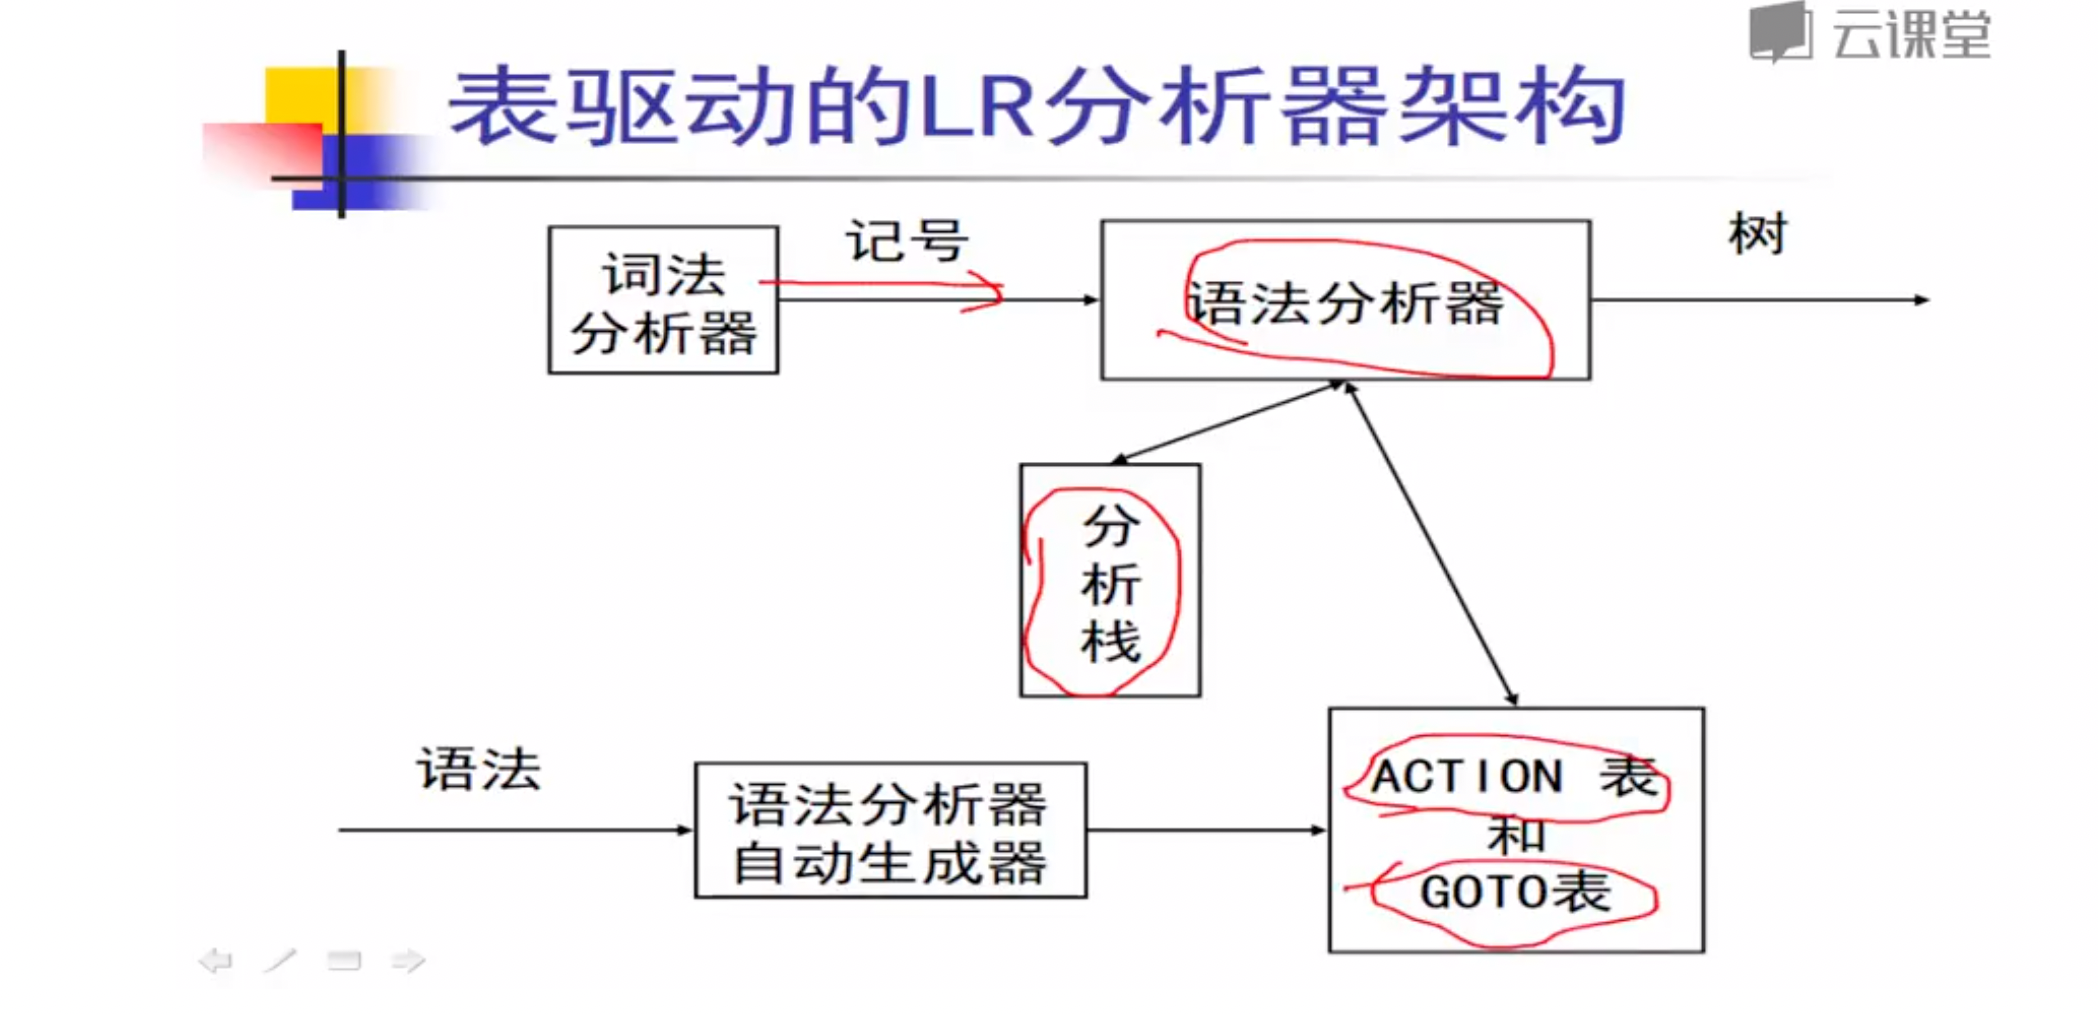 云课堂
表驱动的LR分析器架构
词法
分析器
记号
语法分析器
树
分
析
栈
语法
语法分析器
自动生成器
ACTION 表
和
GOTO表